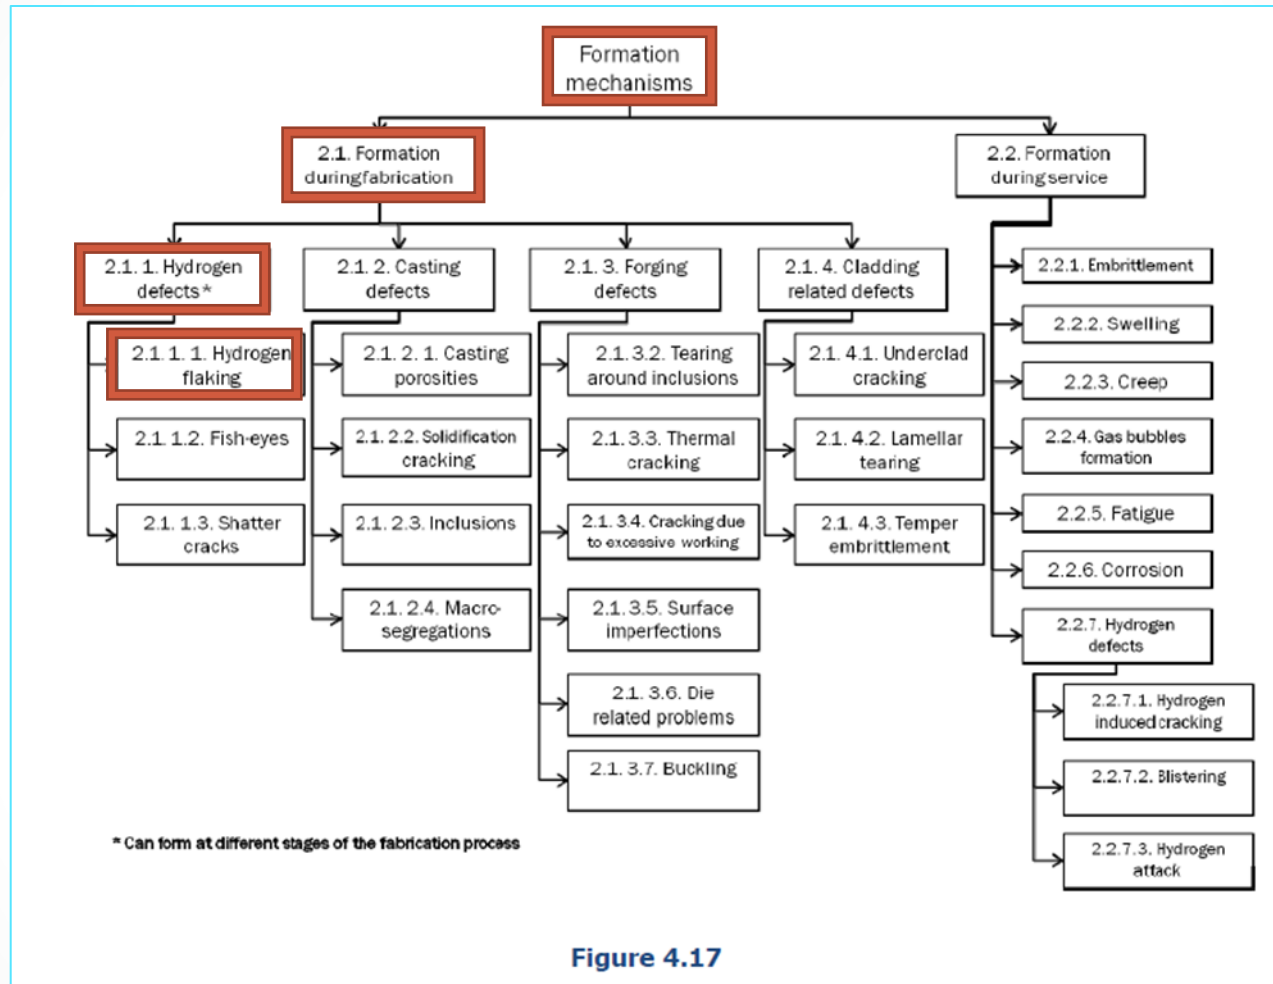 Formation
mechanisms
2.1. Formation
during fabrication
2.2. Formation
during service
2.1. 1. Hydrogen
defects *
2.1. 2. Casting
defects
2.1. 3. Forging
defects
2.1. 4. Cladding
related defects
2.1. 1. 1. Hydrogen
flaking
2.1. 1.2. Fish-eyes
2.1. 1.3. Shatter
cracks
2.1. 2. 1. Casting
porosities
2.1. 2.2. Solidification
cracking
2.1. 2.3. Inclusions
2.1. 2.4. Macro-
segregations
2.1.3.2. Tearing
around inclusions
2.1.3.3. Thermal
cracking
2.1. 3.4. Cracking due
to excessive working
2.1.3.5. Surface
imperfections
2.1. 3.6. Die
related problems
2.1. 3.7. Buckling
2.1. 4.1. Underclad
cracking
2.1. 4.2. Lamellar
tearing
2.1. 4.3. Temper
embrittlement
2.2.1. Embrittlement
2.2.2. Swelling
2.2.3. Creep
2.2.4. Gas bubbles
formation
2.2.5. Fatigue
2.2.6. Corrosion
2.2.7. Hydrogen
defects
2.2.7.1. Hydrogen
induced cracking
2.2.7.2. Blistering
2.2.7.3. Hydrogen
attack
* Can form at different stages of the fabrication process
Figure 4.17